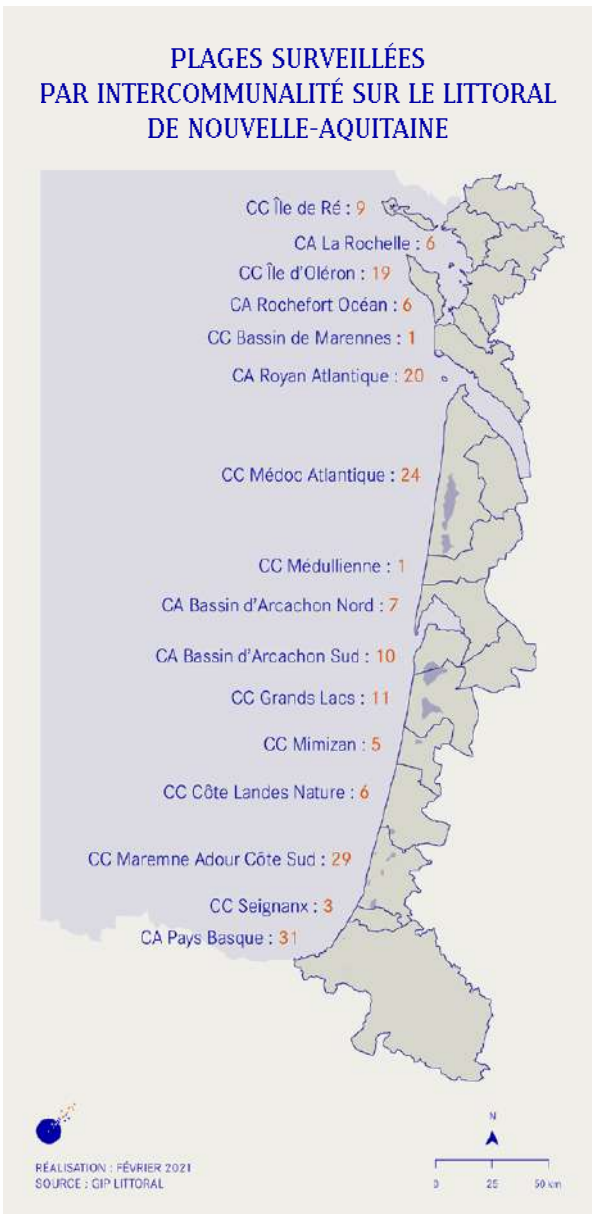 PLAGES SURVEILLÉES
PAR INTERCOMMUNALITÉ SUR LE LITTORAL
DE NOUVELLE-AQUITAINE
CC Île de Ré : 9
CA La Rochelle : 6
CC Île d'Oléron : 19
CA Rochefort Océan : 6
CC Bassin de Marennes : 1
CA Royan Atlantique : 20
CC Médoc Atlantique : 24
CC Médullienne : 1
CA Bassin d'Arcachon Nord : 7
CA Bassin d'Arcachon Sud : 10
CC Grands Lacs : 11
CC Mimizan : 5
CC Côte Landes Nature : 6
CC Maremne Adour Côte Sud : 29
CC Seignanx : 3
CA Pays Basque : 31
N
RÉALISATION : FÉVRIER 2021
SOURCE : GIP LITTORAL
0 25 50 km